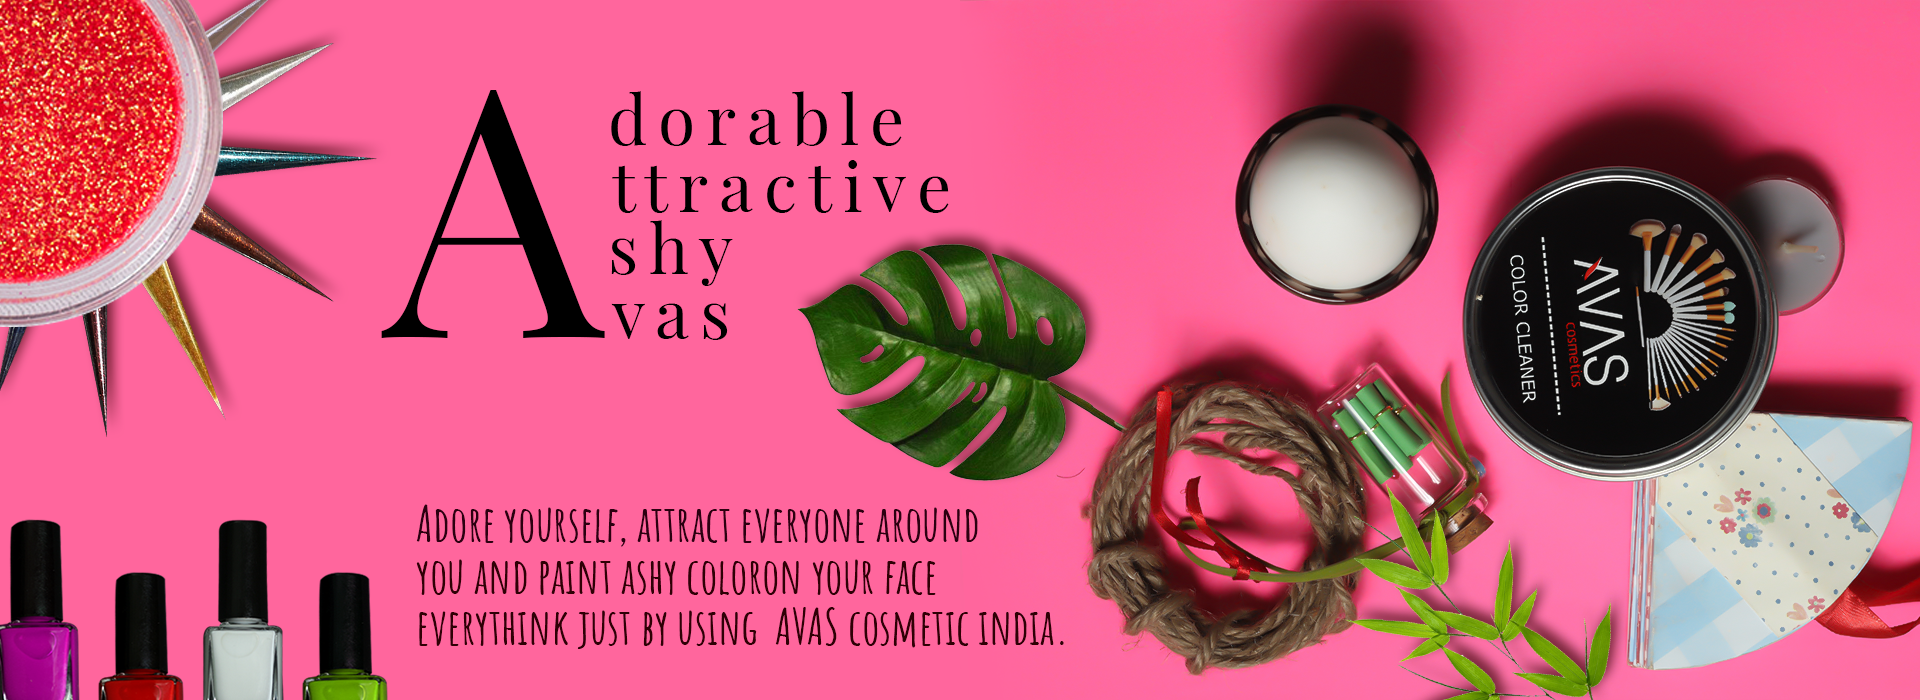 A
dorable
ttractive
shy
vas
Adore yourself, attract everyone around
you and paint ashy coloron your face
everythink just by using AVAS cosmetic india.
AVAS
cosmetics
COLOR CLEANER